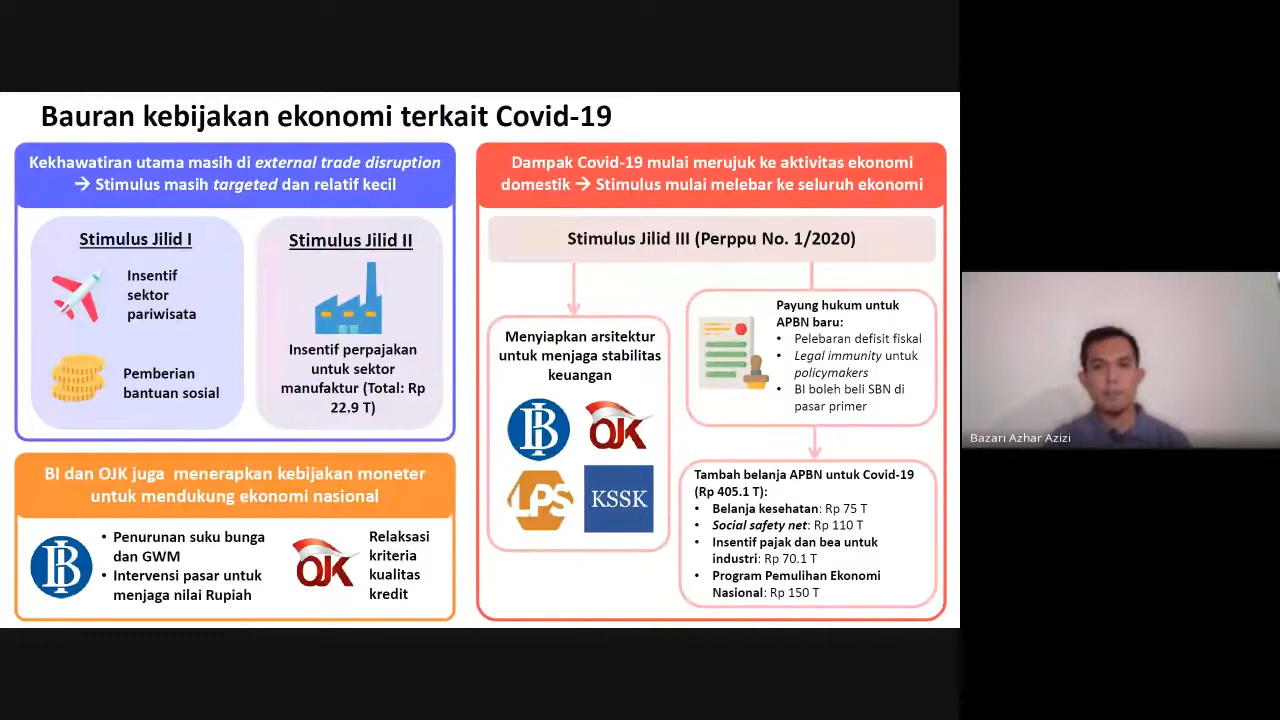 Bauran kebijakan ekonomi terkait Covid-19
Kekhawatiran utama masih di external trade disruption
→ Stimulus masih targeted dan relatif kecil
Stimulus Jilid I
Insentif
sektor
pariwisata
Pemberian
bantuan sosial
Stimulus Jilid II
Insentif perpajakan
untuk sektor
manufaktur (Total: Rp
22.9 T)
BI dan OJK juga menerapkan kebijakan moneter
untuk mendukung ekonomi nasional
• Penurunan suku bunga
dan GWM
• Intervensi pasar untuk
menjaga nilai Rupiah
OJK
Relaksasi
kriteria
kualitas
kredit
Dampak Covid-19 mulai merujuk ke aktivitas ekonomi
domestik → Stimulus mulai melebar ke seluruh ekonomi
Stimulus Jilid III (Perppu No. 1/2020)
Menyiapkan arsitektur
untuk menjaga stabilitas
keuangan
OJK
LPS
KSSK
Payung hukum untuk
APBN baru:
• Pelebaran defisit fiskal
• Legal immunity untuk
policymakers
• BI boleh beli SBN di
pasar primer
Tambah belanja APBN untuk Covid-19
(Rp 405.1 T):
• Belanja kesehatan: Rp 75 T
• Social safety net: Rp 110 T
• Insentif pajak dan bea untuk
industri: Rp 70.1 T
• Program Pemulihan Ekonomi
Nasional: Rp 150 T
Bazari Azhar Azizi